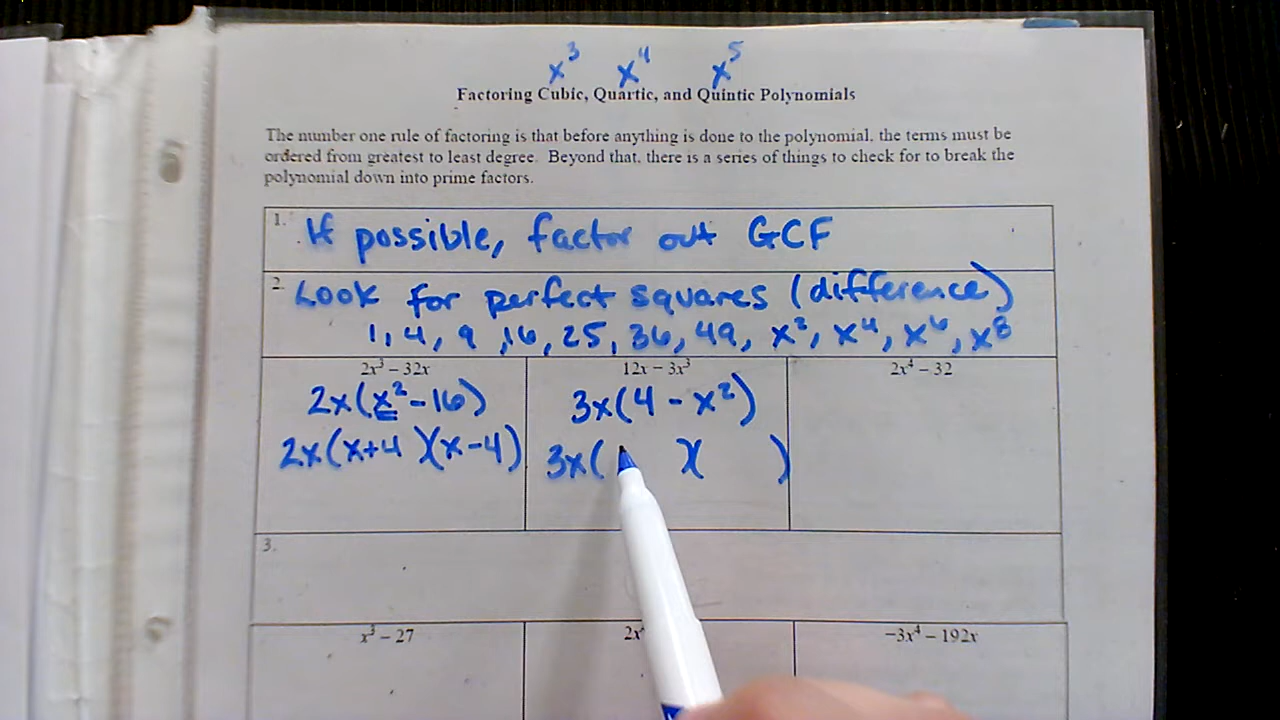 x³ x⁴ x⁵
Factoring Cubic, Quartic, and Quintic Polynomials
The number one rule of factoring is that before anything is done to the polynomial, the terms must be
ordered from greatest to least degree. Beyond that, there is a series of things to check for to break the
polynomial down into prime factors.
1. If possible, factor out GCF
2. Look for perfect squares (difference)
1, 4, 9, 16, 25, 36, 49, x², x⁴, x⁶, x⁸
2x³ – 32x 12x – 3x³ 2x⁴ – 32
2x(x²-16) 3x(4 - x²)
2x(x+4)(x-4) 3x( )( )
3.
x³ – 27 –3x⁴ – 192x